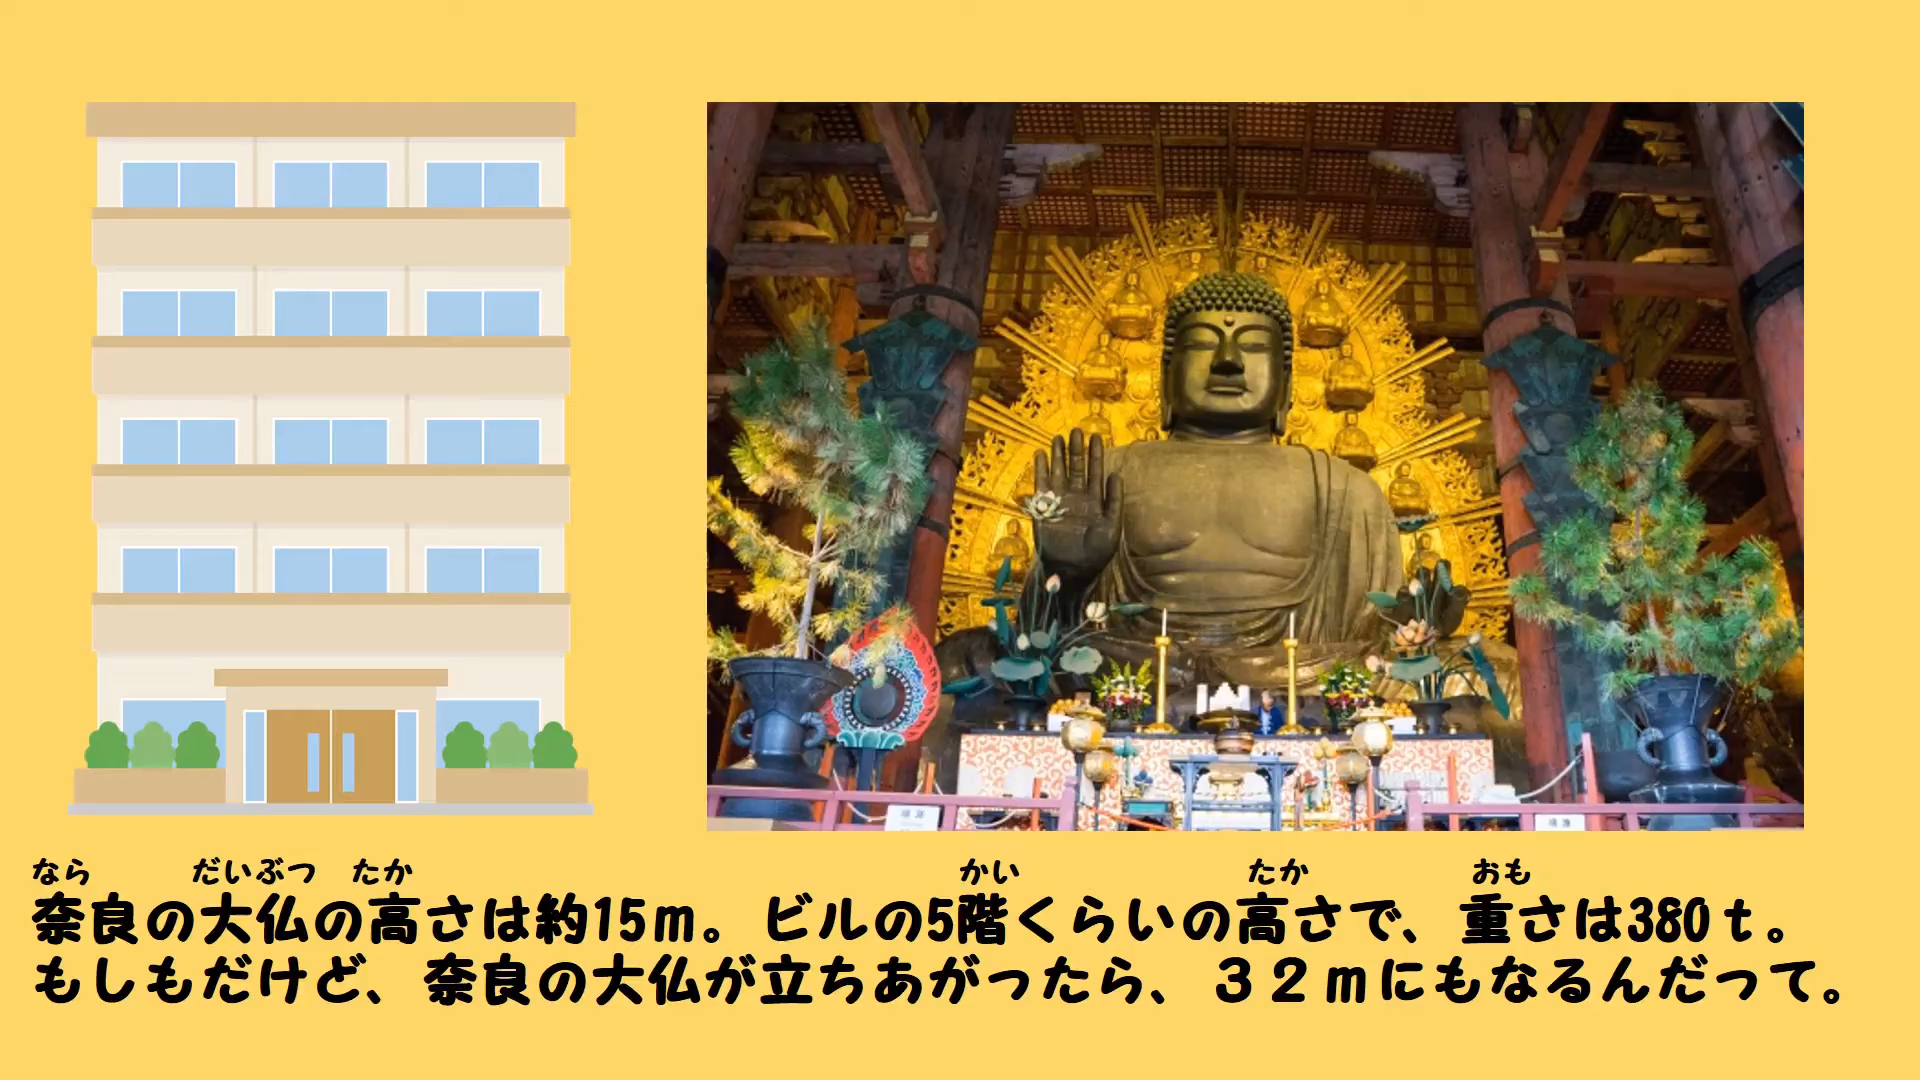 なら だいぶつ たか かい たか おも
奈良の大仏の高さは約15ｍ。ビルの5階くらいの高さで、重さは380ｔ。
もしもだけど、奈良の大仏が立ちあがったら、３２ｍにもなるんだって。